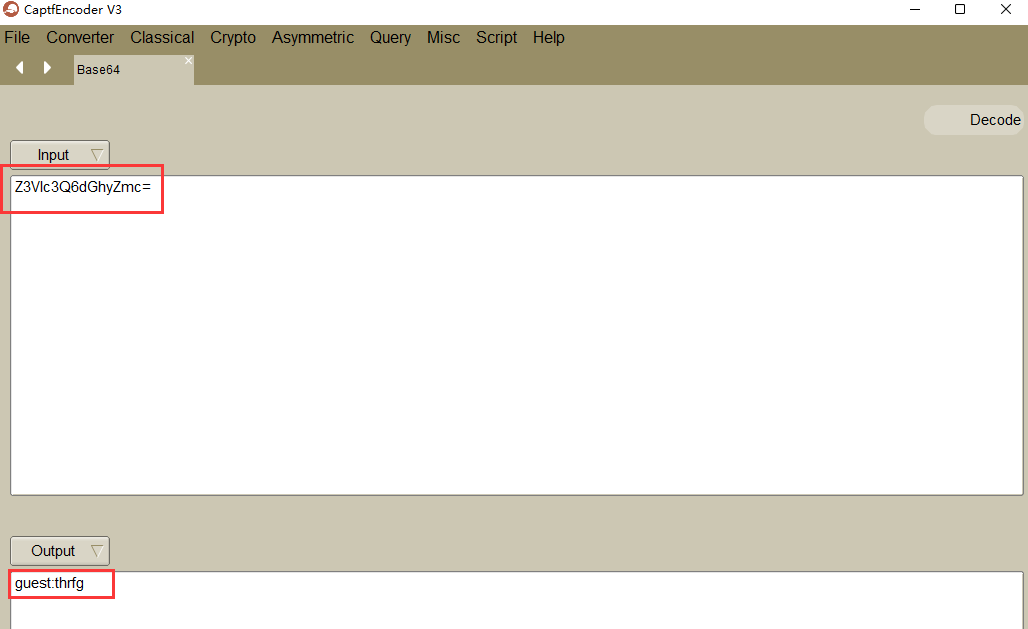 CaptfEncoder V3
File Converter Classical Crypto Asymmetric Query Misc Script Help
Base64
Decode
Input
Z3Vlc3Q6dGhyZmc=
Output
guest:thrfg